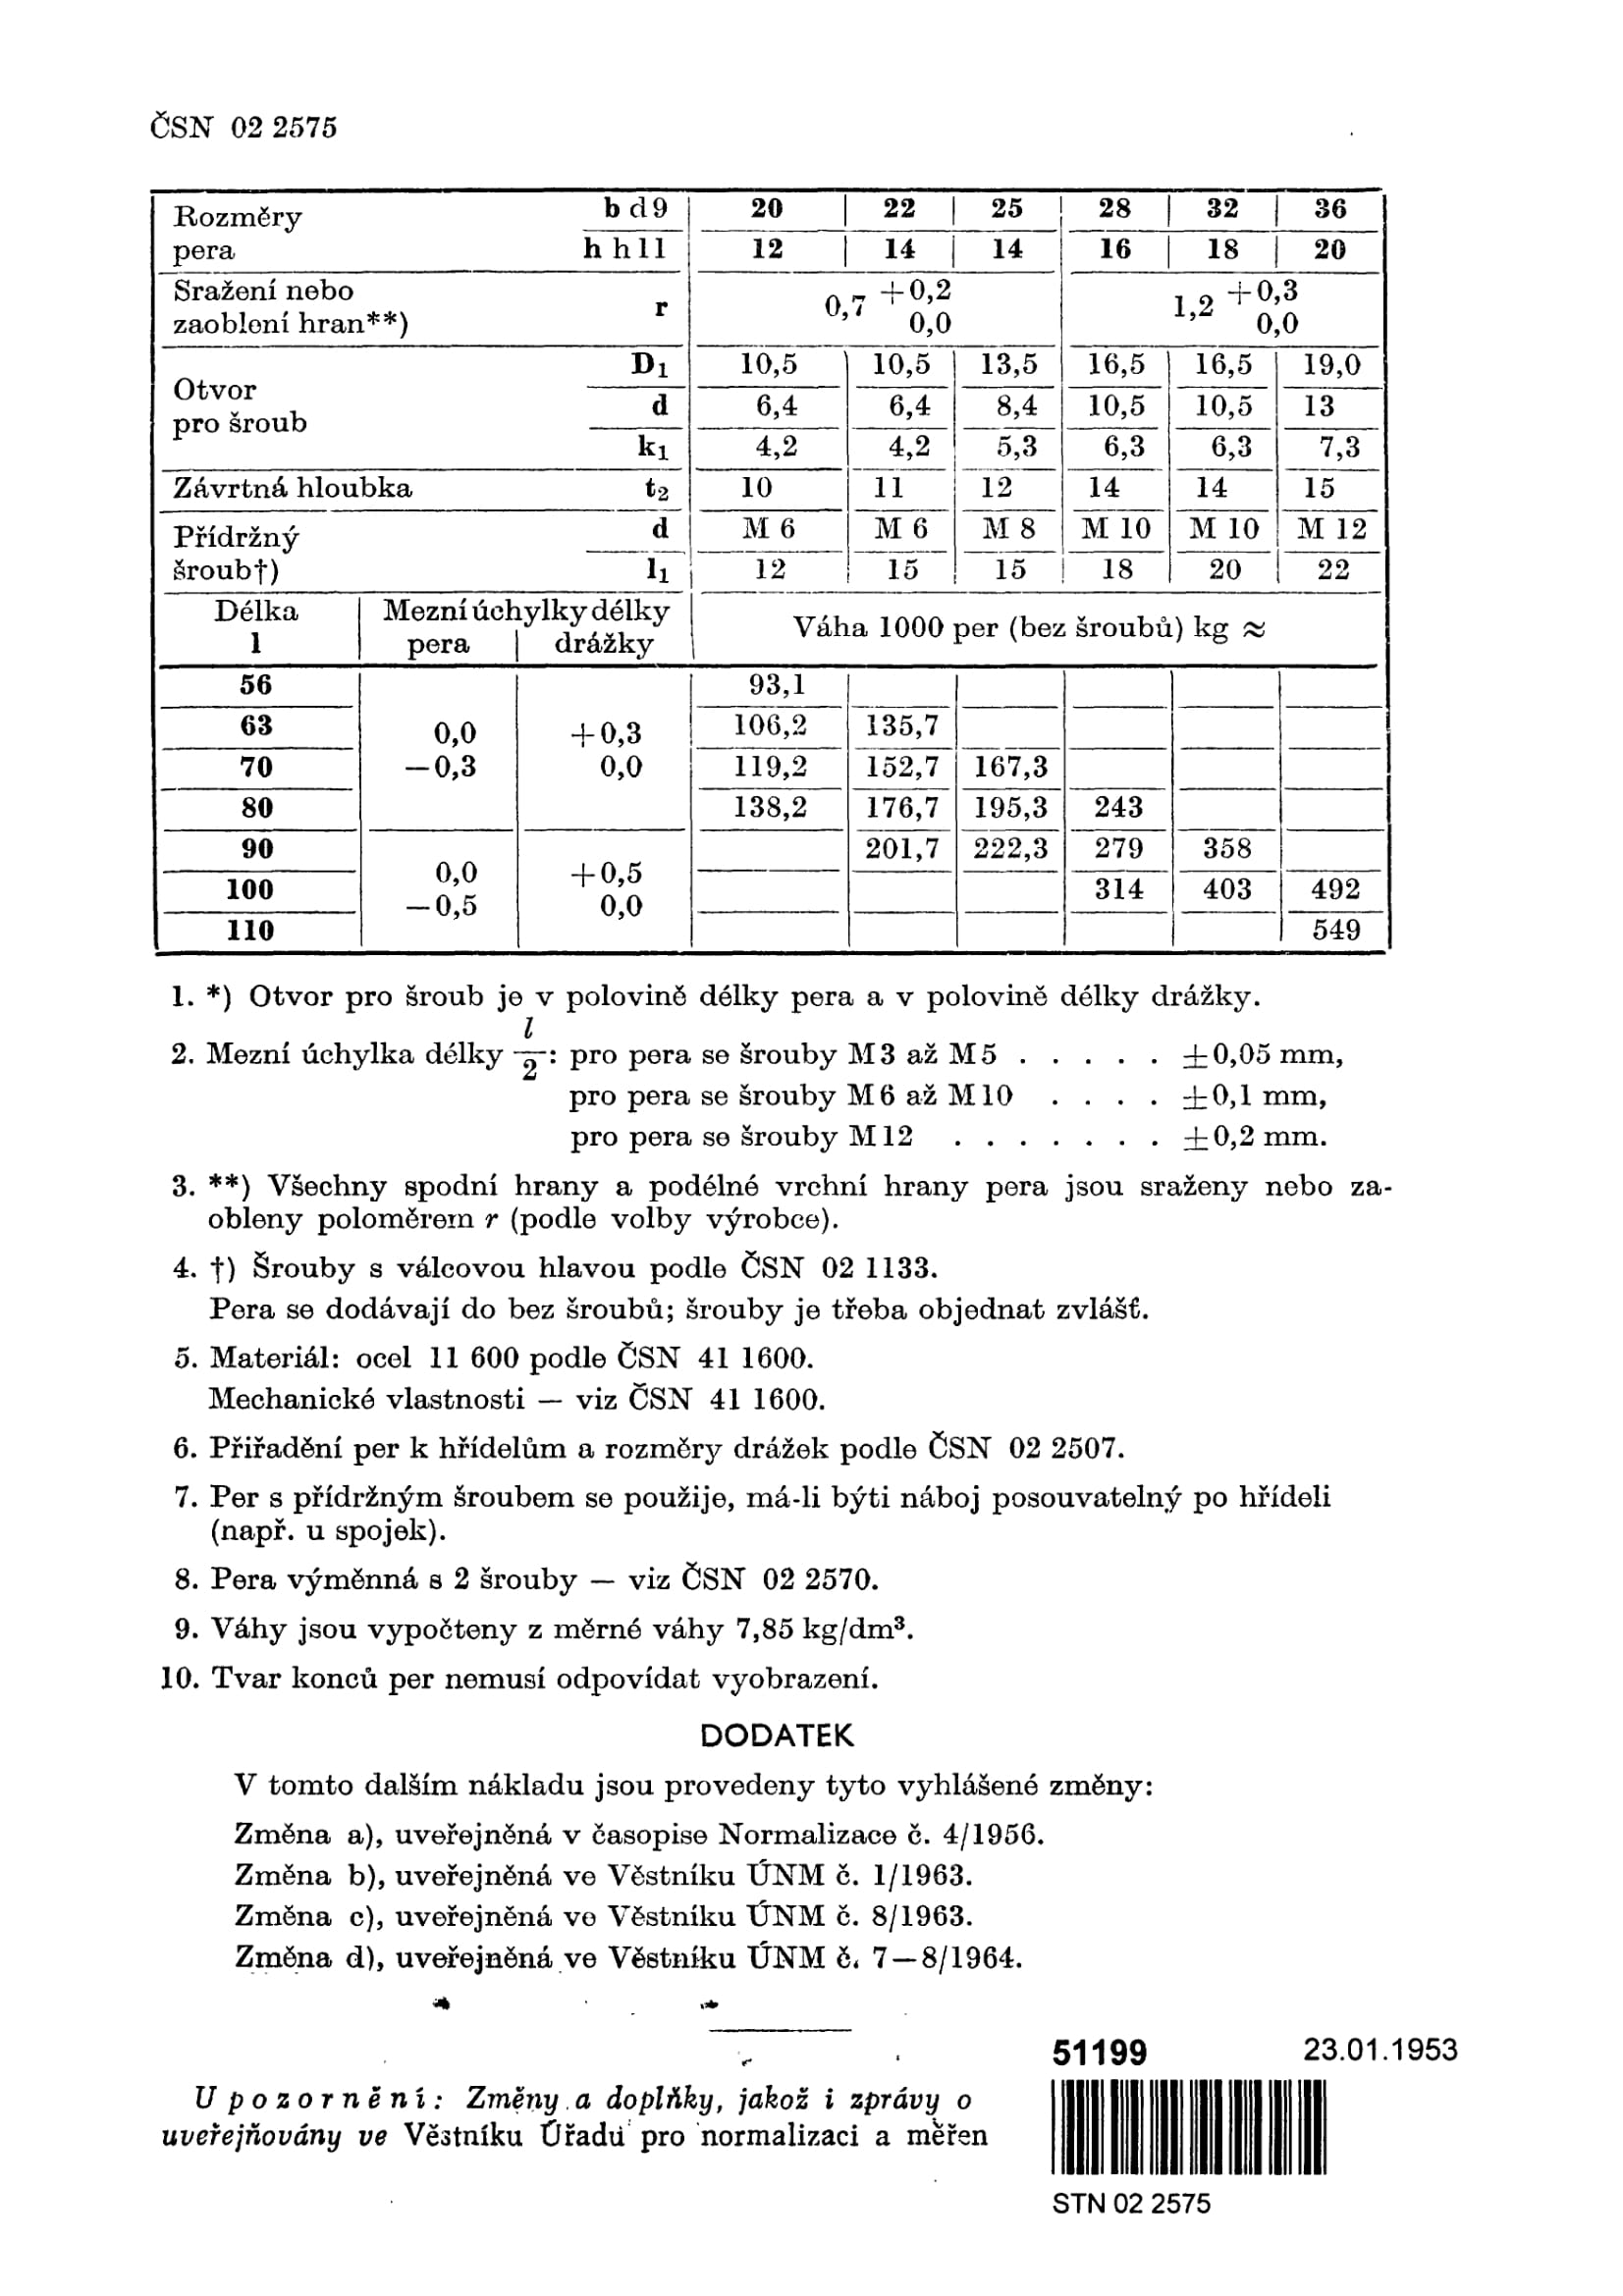 ČSN 02 2575
Rozměry pera b d9 20 22 25 28 32 36
h h11 12 14 14 16 18 20
Sražení nebo zaoblení hran**) r 0,7 +0,2 0,0 1,2 +0,3 0,0
Otvor pro šroub D1 10,5 10,5 13,5 16,5 16,5 19,0
d 6,4 6,4 8,4 10,5 10,5 13
k1 4,2 4,2 5,3 6,3 6,3 7,3
Závrtná hloubka t2 10 11 12 14 14 15
Přídržný šroub†) d M 6 M 6 M 8 M 10 M 10 M 12
l1 12 15 15 18 20 22
Délka l Mezní úchylky délky pera drážky Váha 1000 per (bez šroubů) kg ≈
56 93,1
63 0,0 +0,3 106,2 135,7
70 −0,3 0,0 119,2 152,7 167,3
80 138,2 176,7 195,3 243
90 201,7 222,3 279 358
100 0,0 −0,5 +0,5 0,0 314 403 492
110 549
1. *) Otvor pro šroub je v polovině délky pera a v polovině délky drážky.
2. Mezní úchylka délky l/2: pro pera se šrouby M 3 až M 5 . . . . . ±0,05 mm,
pro pera se šrouby M 6 až M 10 . . . . ±0,1 mm,
pro pera se šrouby M 12 . . . . . . . ±0,2 mm.
3. **) Všechny spodní hrany a podélné vrchní hrany pera jsou sraženy nebo za-
obleny poloměrem r (podle volby výrobce).
4. †) Šrouby s válcovou hlavou podle ČSN 02 1133.
Pera se dodávají do bez šroubů; šrouby je třeba objednat zvlášť.
5. Materiál: ocel 11 600 podle ČSN 41 1600.
Mechanické vlastnosti — viz ČSN 41 1600.
6. Přiřadění per k hřídelům a rozměry drážek podle ČSN 02 2507.
7. Per s přídržným šroubem se použije, má-li býti náboj posouvatelný po hřídeli
(např. u spojek).
8. Pera výměnná s 2 šrouby — viz ČSN 02 2570.
9. Váhy jsou vypočteny z měrné váhy 7,85 kg/dm³.
10. Tvar konců per nemusí odpovídat vyobrazení.
DODATEK
V tomto dalším nákladu jsou provedeny tyto vyhlášené změny:
Změna a), uveřejněná v časopise Normalizace č. 4/1956.
Změna b), uveřejněná ve Věstníku ÚNM č. 1/1963.
Změna c), uveřejněná ve Věstníku ÚNM č. 8/1963.
Změna d), uveřejněná ve Věstníku ÚNM č. 7—8/1964.
51199 23.01.1953
Upozornění: Změny a doplňky, jakož i zprávy o
uveřejňovány ve Věstníku Úřadu pro normalizaci a měřen
STN 02 2575